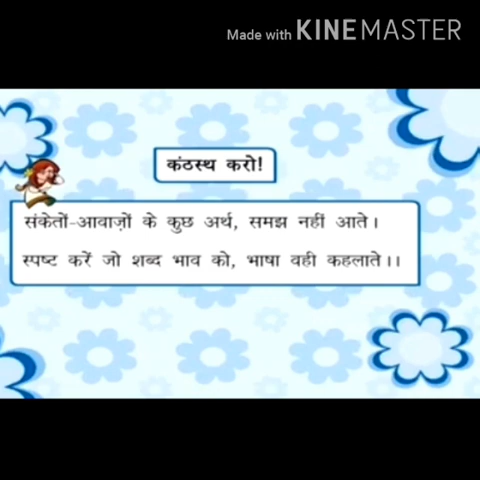 Made with KINEMASTER
कंठस्थ करो!
संकेतों-आवाज़ों के कुछ अर्थ, समझ नहीं आते।
स्पष्ट करें जो शब्द भाव को, भाषा वही कहलाते।।